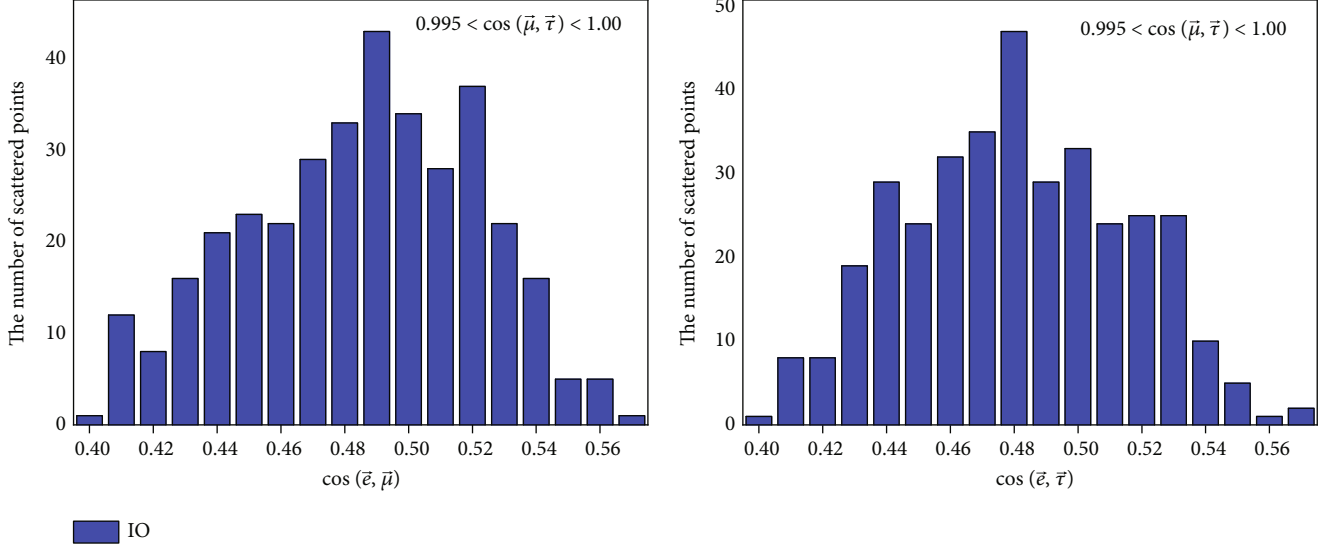 0.995 < cos (μ⃗, τ⃗) < 1.00
The number of scattered points
40
30
20
10
0
0.40 0.42 0.44 0.46 0.48 0.50 0.52 0.54 0.56
cos (e⃗, μ⃗)
IO
0.995 < cos (μ⃗, τ⃗) < 1.00
The number of scattered points
50
40
30
20
10
0
0.40 0.42 0.44 0.46 0.48 0.50 0.52 0.54 0.56
cos (e⃗, τ⃗)